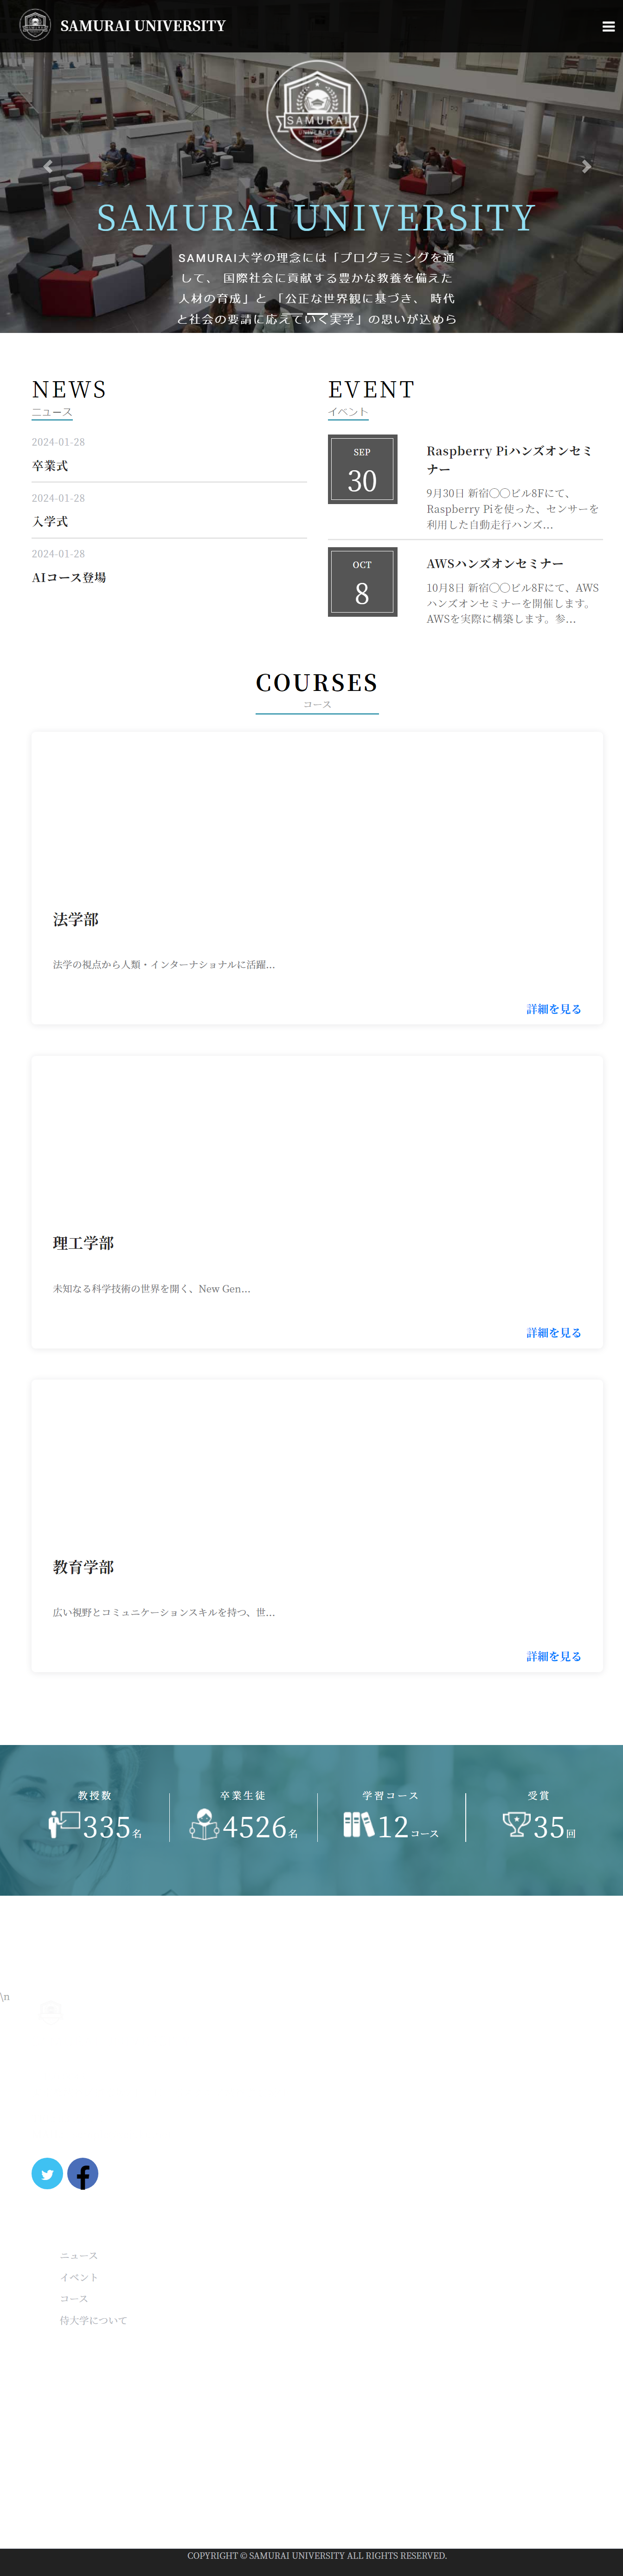 SAMURAI UNIVERSITY
SAMURAI
UNIVERSITY
SAMURAI UNIVERSITY
SAMURAI大学の理念には「プログラミングを通
して、 国際社会に貢献する豊かな教養を備えた
人材の育成」と 「公正な世界観に基づき、 時代
と社会の要請に応えていく実学」の思いが込めら
NEWS
ニュース
2024-01-28
卒業式
2024-01-28
入学式
2024-01-28
AIコース登場
EVENT
イベント
SEP
30
Raspberry Piハンズオンセミ
ナー
9月30日 新宿◯◯ビル8Fにて、
Raspberry Piを使った、センサーを
利用した自動走行ハンズ...
OCT
8
AWSハンズオンセミナー
10月8日 新宿◯◯ビル8Fにて、AWS
ハンズオンセミナーを開催します。
AWSを実際に構築します。参...
COURSES
コース
法学部
法学の視点から人類・インターナショナルに活躍...
詳細を見る
理工学部
未知なる科学技術の世界を開く、New Gen...
詳細を見る
教育学部
広い視野とコミュニケーションスキルを持つ、世...
詳細を見る
教授数
335名
卒業生徒
4526名
学習コース
12コース
受賞
35回
\n
ニュース
イベント
コース
侍大学について
COPYRIGHT © SAMURAI UNIVERSITY ALL RIGHTS RESERVED.